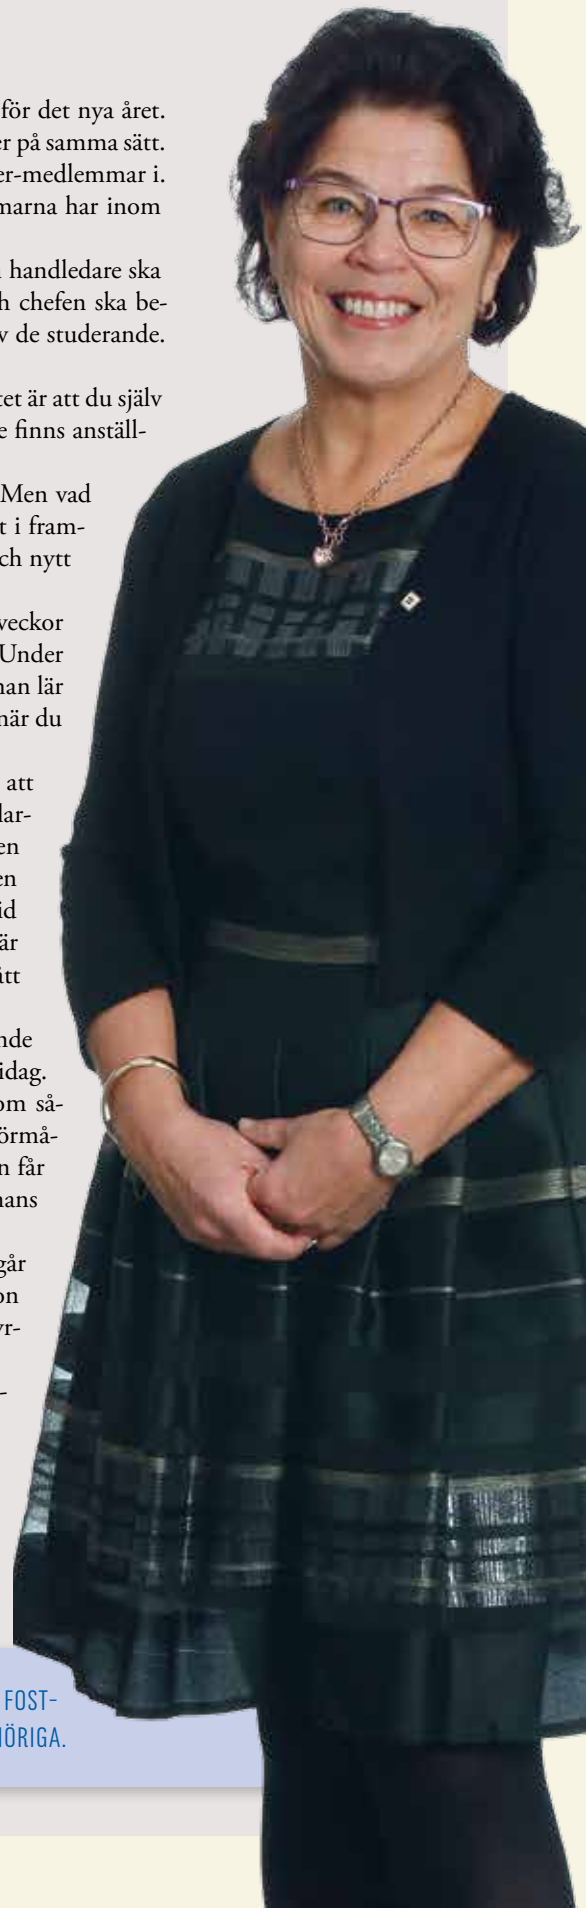 för det nya året.
er på samma sätt.
er-medlemmar i.
marna har inom
handledare ska
h chefen ska be-
v de studerande.
tet är att du själv
e finns anställ-
Men vad
t i fram-
ch nytt
veckor
Under
nan lär
när du
att
lar-
en
en
id
är
ätt
nde
idag.
om så-
örmå-
n får
nans
går
on
yr-
-
FOST-
HÖRIGA.